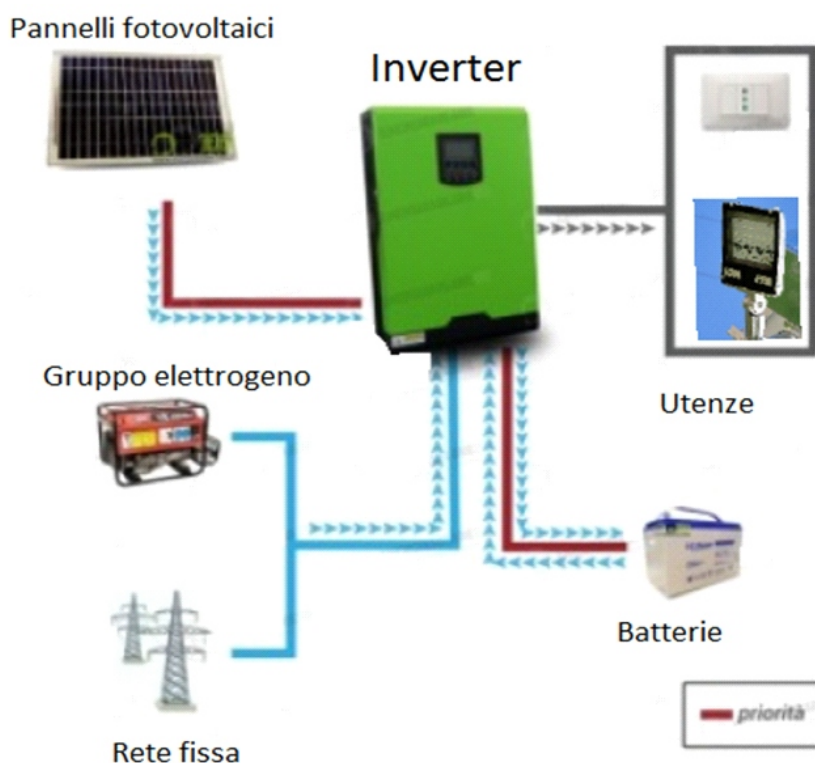 Pannelli fotovoltaici
Inverter
Gruppo elettrogeno
Utenze
Batterie
Rete fissa
priorità